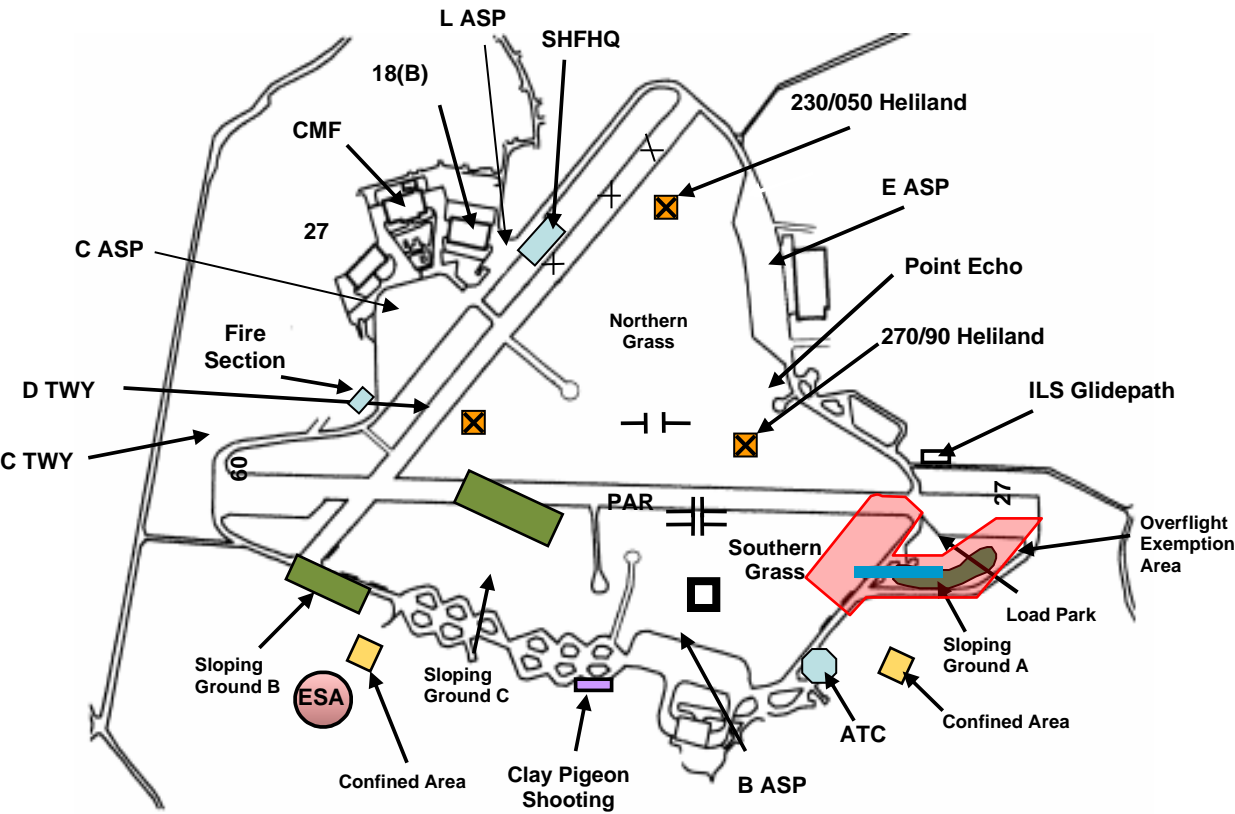 L ASP
SHFHQ
18(B)
230/050 Heliland
CMF
E ASP
27
C ASP
Point Echo
Northern
Grass
270/90 Heliland
Fire
Section
D TWY
ILS Glidepath
C TWY
09
27
PAR
Overflight
Exemption
Area
Southern
Grass
Load Park
Sloping
Ground A
Sloping
Ground B
Sloping
Ground C
ESA
Confined Area
ATC
Confined Area
Clay Pigeon
Shooting
B ASP